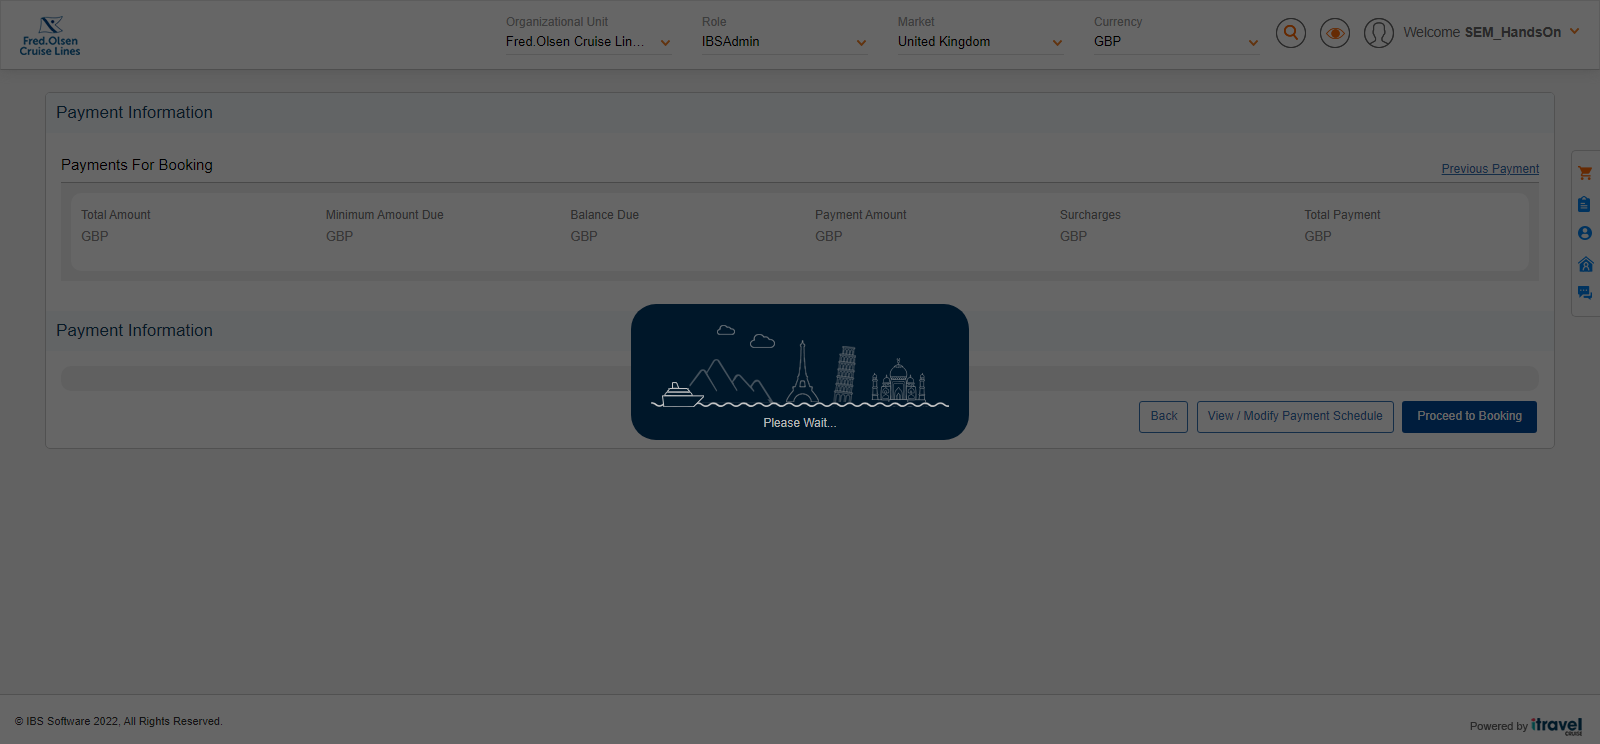 Fred.Olsen
Cruise Lines
Organizational Unit
Fred.Olsen Cruise Lin...
Role
IBSAdmin
Market
United Kingdom
Currency
GBP
Welcome SEM_HandsOn
Payment Information
Payments For Booking
Previous Payment
Total Amount
GBP
Minimum Amount Due
GBP
Balance Due
GBP
Payment Amount
GBP
Surcharges
GBP
Total Payment
GBP
Payment Information
Please Wait...
Back
View / Modify Payment Schedule
Proceed to Booking
© IBS Software 2022, All Rights Reserved.
Powered by itravel
CRUISE